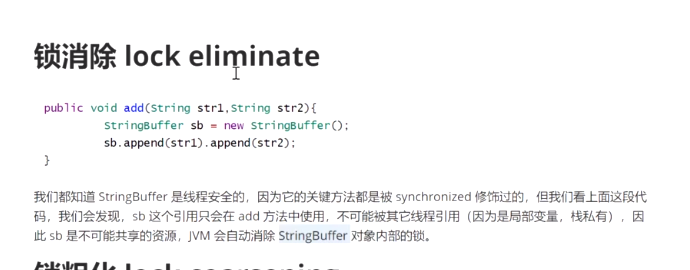 锁消除 lock eliminate
public void add(String str1,String str2){
StringBuffer sb = new StringBuffer();
sb.append(str1).append(str2);
}
我们都知道 StringBuffer 是线程安全的，因为它的关键方法都是被 synchronized 修饰过的，但我们看上面这段代
码，我们会发现，sb 这个引用只会在 add 方法中使用，不可能被其它线程引用（因为是局部变量，栈私有），因
此 sb 是不可能共享的资源，JVM 会自动消除 StringBuffer 对象内部的锁。